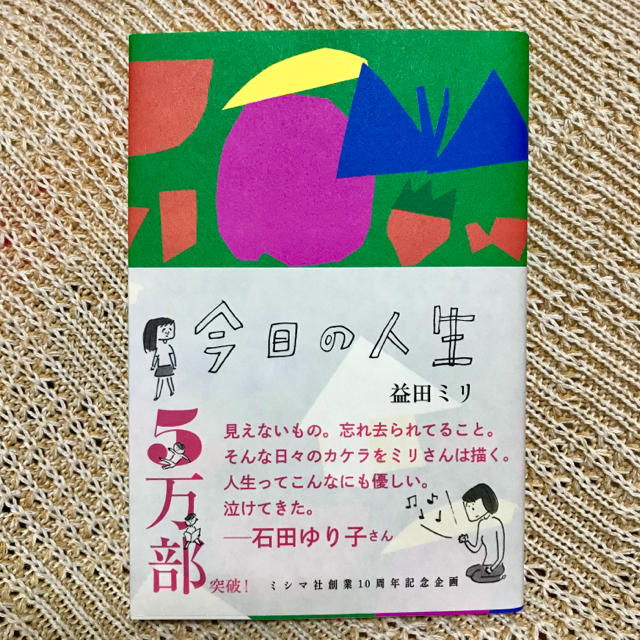 今日の人生
益田ミリ
5万部
突破!
見えないもの。忘れ去られてること。
そんな日々のカケラをミリさんは描く。
人生ってこんなにも優しい。
泣けてきた。
──石田ゆり子さん
ミシマ社創業10周年記念企画